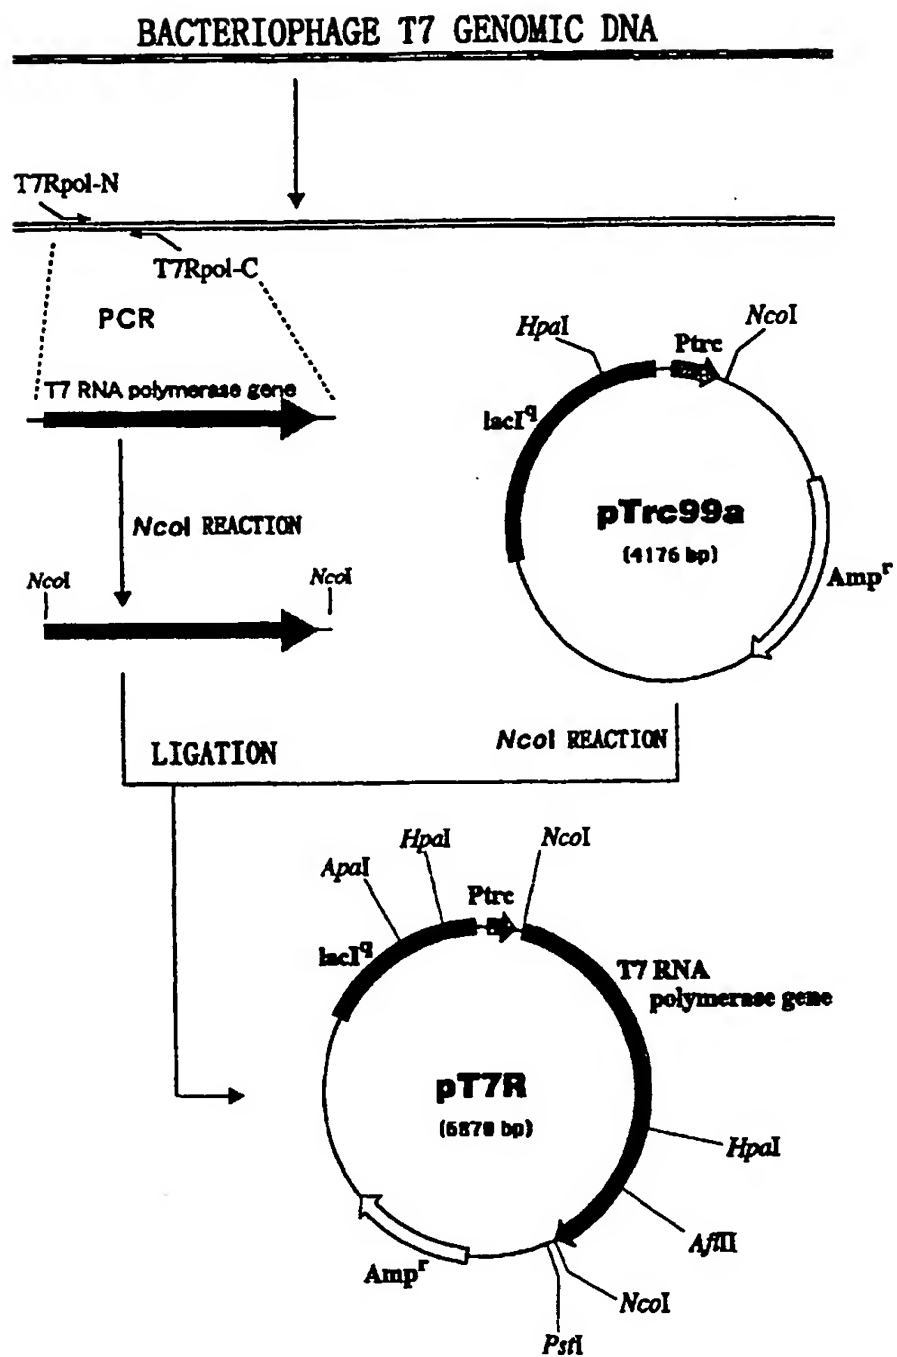 BACTERIOPHAGE T7 GENOMIC DNA
T7Rpol-N
T7Rpol-C
PCR
T7 RNA polymerase gene
NcoI REACTION
NcoI
NcoI
HpaI
Ptrc
NcoI
lacIq
pTrc99a
(4176 bp)
Ampr
LIGATION
NcoI REACTION
ApaI
HpaI
Ptrc
NcoI
lacIq
T7 RNA
polymerase gene
pT7R
(6870 bp)
HpaI
AflII
Ampr
NcoI
PstI